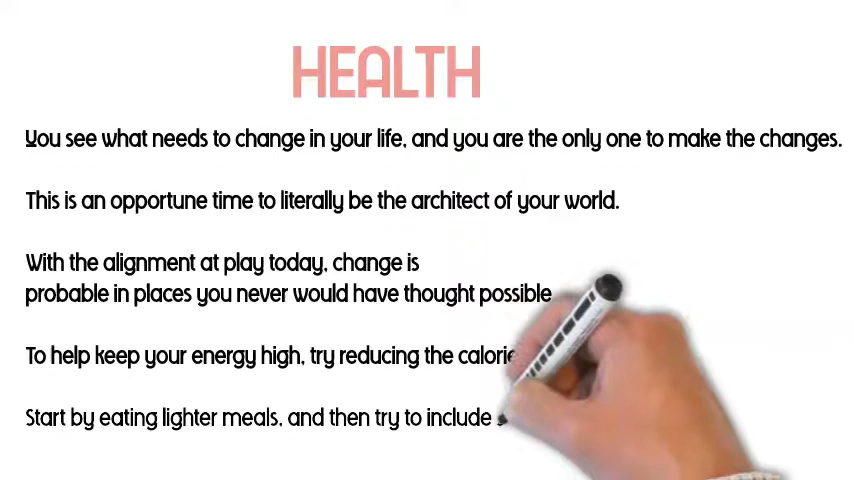 HEALTH
You see what needs to change in your life, and you are the only one to make the changes.
This is an opportune time to literally be the architect of your world.
With the alignment at play today, change is
probable in places you never would have thought possible
To help keep your energy high, try reducing the
Start by eating lighter meals, and then try to include